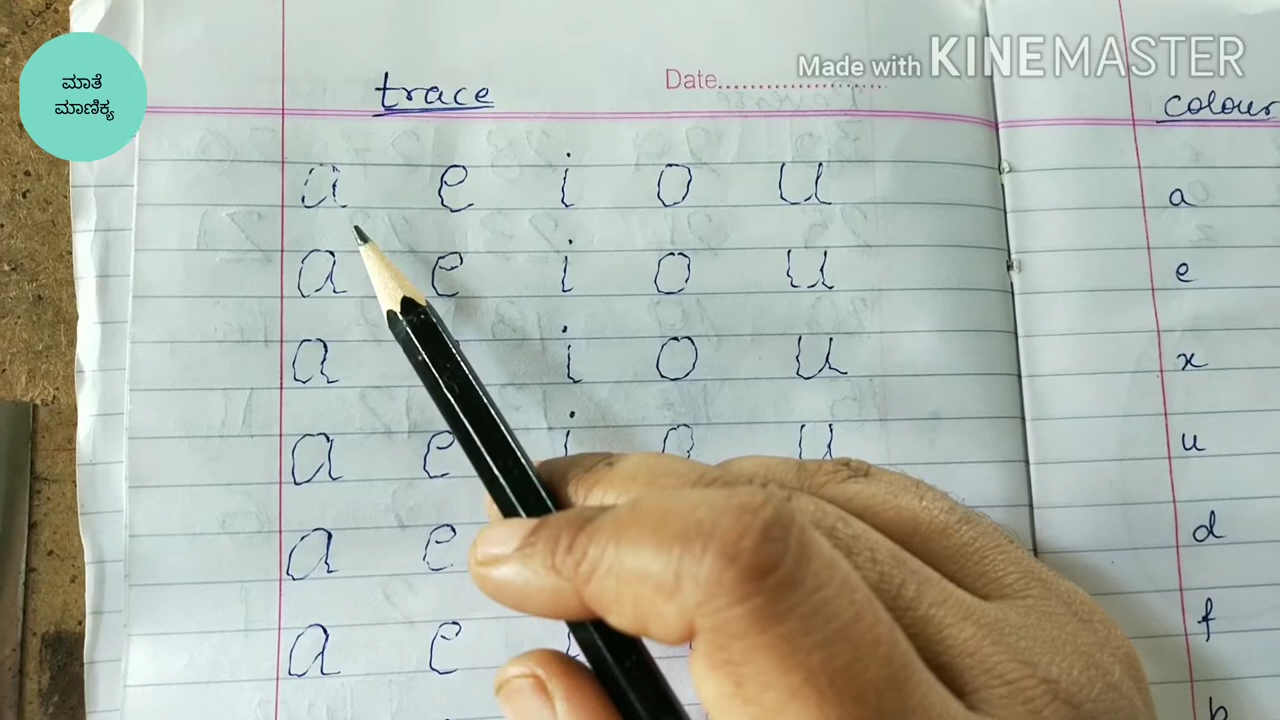 ಮಾತೆ
ಮಾಣಿಕ್ಯ
Made with KINEMASTER
trace
Date
a e i o u
a e i o u
a i o u
a e i o u
a e
a e i
colour
a
e
x
u
d
f
b